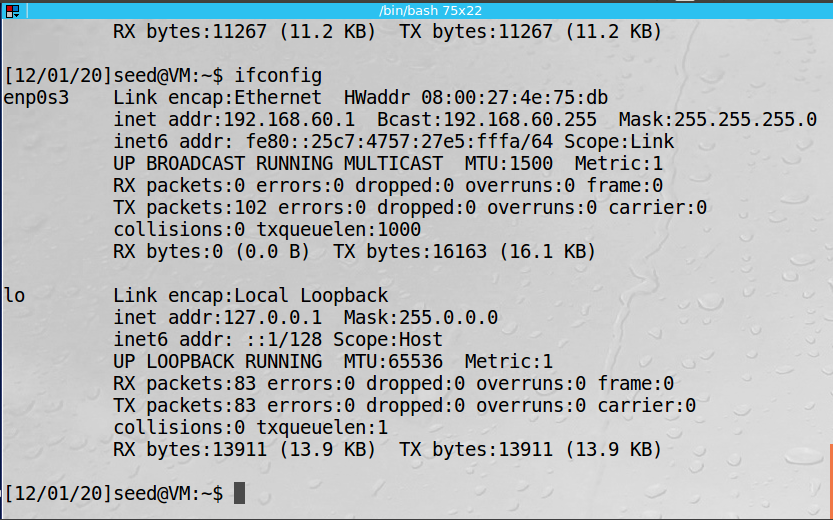 /bin/bash 75x22
RX bytes:11267 (11.2 KB)  TX bytes:11267 (11.2 KB)
[12/01/20]seed@VM:~$ ifconfig
enp0s3    Link encap:Ethernet  HWaddr 08:00:27:4e:75:db
inet addr:192.168.60.1  Bcast:192.168.60.255  Mask:255.255.255.0
inet6 addr: fe80::25c7:4757:27e5:fffa/64 Scope:Link
UP BROADCAST RUNNING MULTICAST  MTU:1500  Metric:1
RX packets:0 errors:0 dropped:0 overruns:0 frame:0
TX packets:102 errors:0 dropped:0 overruns:0 carrier:0
collisions:0 txqueuelen:1000
RX bytes:0 (0.0 B)  TX bytes:16163 (16.1 KB)
lo        Link encap:Local Loopback
inet addr:127.0.0.1  Mask:255.0.0.0
inet6 addr: ::1/128 Scope:Host
UP LOOPBACK RUNNING  MTU:65536  Metric:1
RX packets:83 errors:0 dropped:0 overruns:0 frame:0
TX packets:83 errors:0 dropped:0 overruns:0 carrier:0
collisions:0 txqueuelen:1
RX bytes:13911 (13.9 KB)  TX bytes:13911 (13.9 KB)
[12/01/20]seed@VM:~$